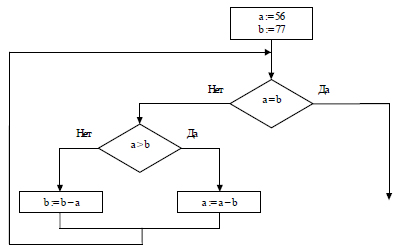 a := 56
b := 77
Нет
Да
a = b
Нет
Да
a > b
b := b – a
a := a – b